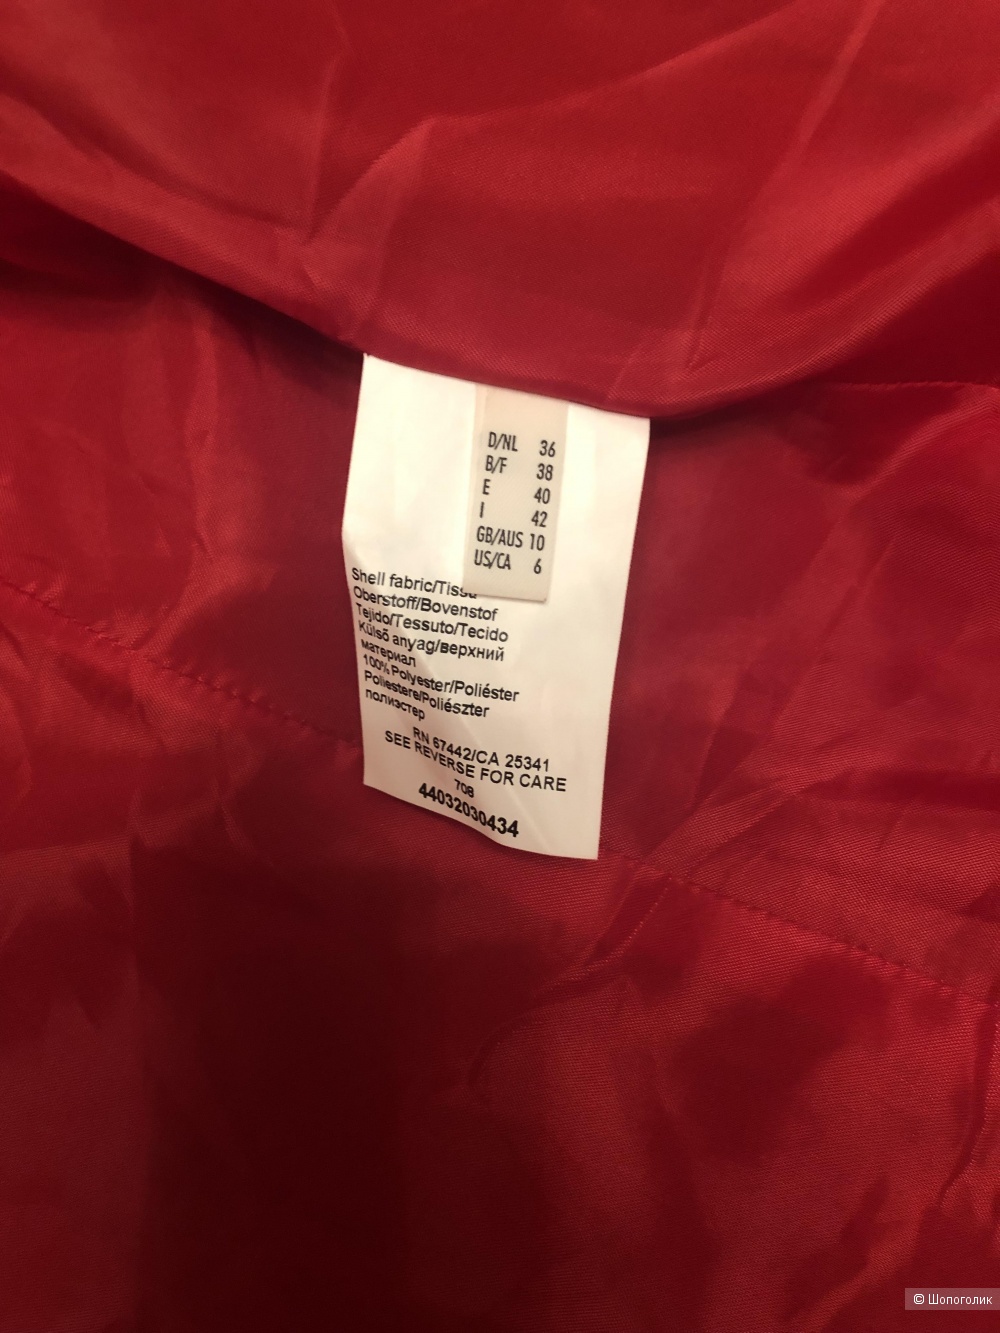 D/NL 36
B/F 38
E 40
I 42
GB/AUS 10
US/CA 6
Shell fabric/Tissu
Oberstoff/Bovenstof
Tejido/Tessuto/Tecido
Külső anyag/верхний
материал
100% Polyester/Poliéster
Poliestere/Poliészter
полиэстер
RN 67442/CA 25341
SEE REVERSE FOR CARE
708
44032030434
© Шопоголик